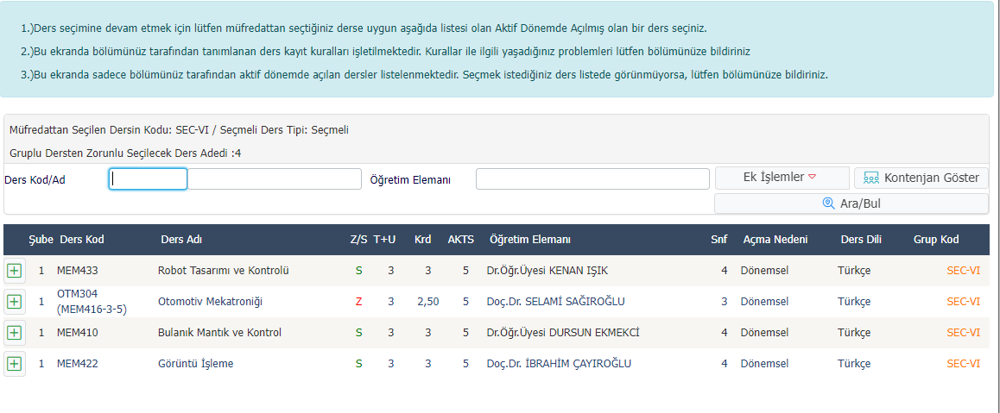 1.)Ders seçimine devam etmek için lütfen müfredattan seçtiğiniz derse uygun aşağıda listesi olan Aktif Dönemde Açılmış olan bir ders seçiniz.
2.)Bu ekranda bölümünüz tarafından tanımlanan ders kayıt kuralları işletilmektedir. Kurallar ile ilgili yaşadığınız problemleri lütfen bölümünüze bildiriniz
3.)Bu ekranda sadece bölümünüz tarafından aktif dönemde açılan dersler listelenmektedir. Seçmek istediğiniz ders listede görünmüyorsa, lütfen bölümünüze bildiriniz.
Müfredattan Seçilen Dersin Kodu: SEC-VI / Seçmeli Ders Tipi: Seçmeli
Gruplu Dersten Zorunlu Seçilecek Ders Adedi :4
Ders Kod/Ad Öğretim Elemanı Ek İşlemler Kontenjan Göster
Ara/Bul
Şube Ders Kod Ders Adı Z/S T+U Krd AKTS Öğretim Elemanı Snf Açma Nedeni Ders Dili Grup Kod
1 MEM433 Robot Tasarımı ve Kontrolü S 3 3 5 Dr.Öğr.Üyesi KENAN IŞIK 4 Dönemsel Türkçe SEC-VI
1 OTM304 (MEM416-3-5) Otomotiv Mekatroniği Z 3 2,50 5 Doç.Dr. SELAMİ SAĞIROĞLU 3 Dönemsel Türkçe SEC-VI
1 MEM410 Bulanık Mantık ve Kontrol S 3 3 5 Dr.Öğr.Üyesi DURSUN EKMEKCİ 4 Dönemsel Türkçe SEC-VI
1 MEM422 Görüntü İşleme S 3 3 5 Doç.Dr. İBRAHİM ÇAYIROĞLU 4 Dönemsel Türkçe SEC-VI